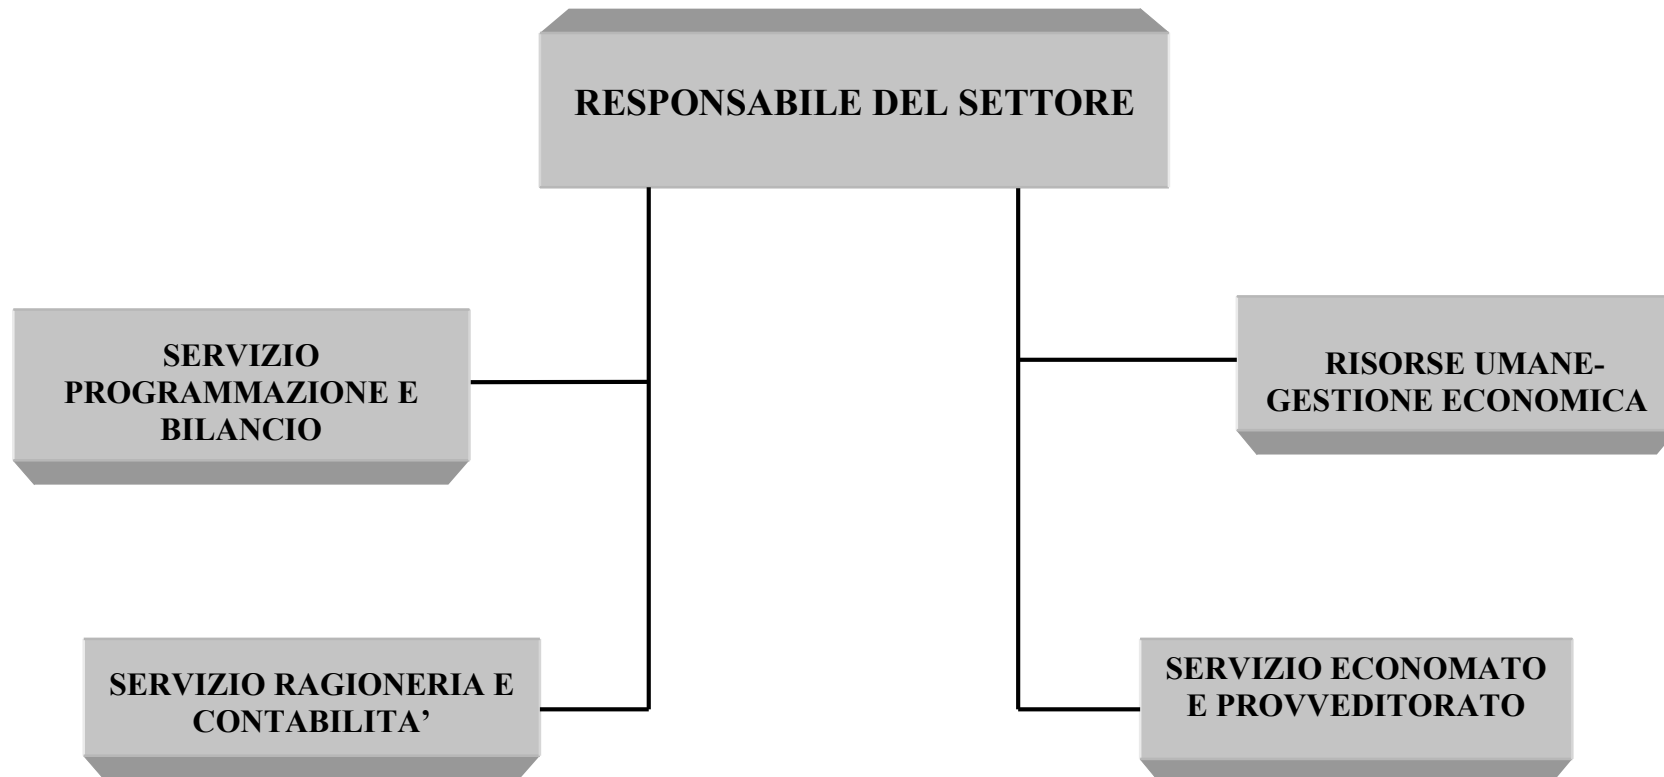 RESPONSABILE DEL SETTORE
SERVIZIO
PROGRAMMAZIONE E
BILANCIO
RISORSE UMANE-
GESTIONE ECONOMICA
SERVIZIO RAGIONERIA E
CONTABILITA’
SERVIZIO ECONOMATO
E PROVVEDITORATO